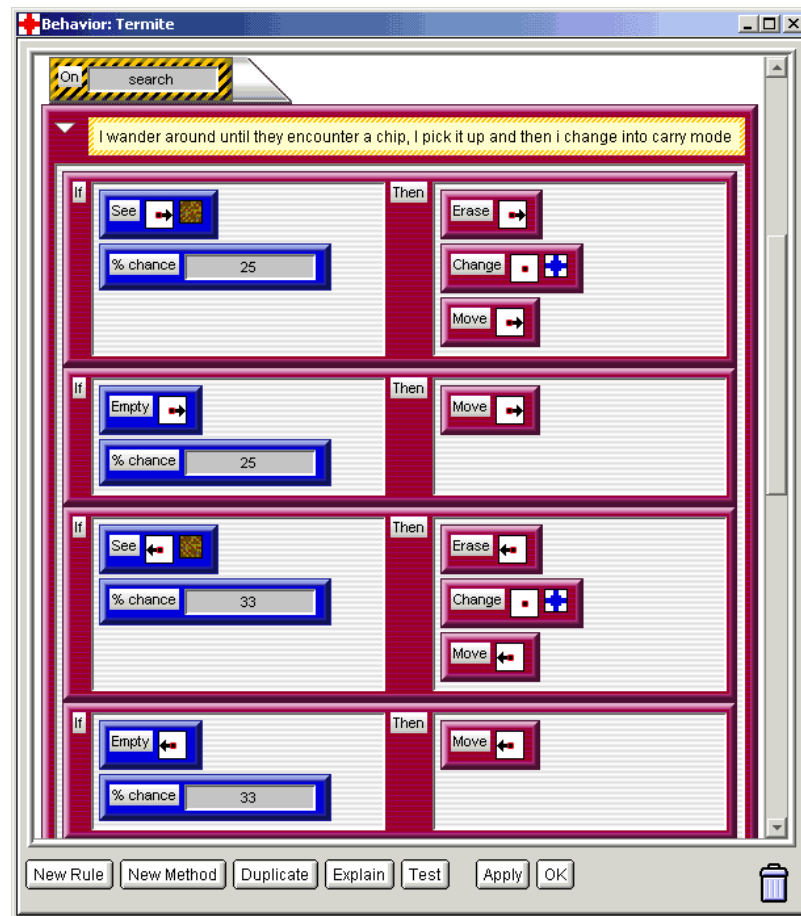 Behavior: Termite
On search
I wander around until they encounter a chip, I pick it up and then i change into carry mode
If Then
See Erase
% chance 25 Change
Move
If Then
Empty Move
% chance 25
If Then
See Erase
% chance 33 Change
Move
If Then
Empty Move
% chance 33
New Rule New Method Duplicate Explain Test Apply OK